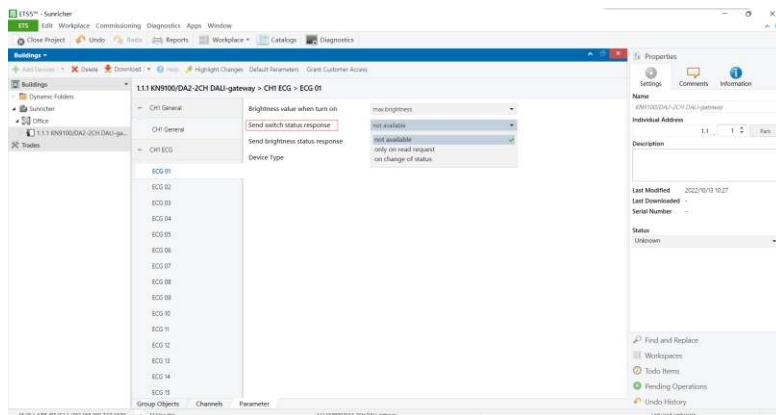 ETS5™ - Sunricher
ETS Edit Workplace Commissioning Diagnostics Apps Window
Close Project Undo Redo Reports Workplace Catalogs Diagnostics
Buildings
Add Devices Delete Download Help Highlight Changes Default Parameters Grant Customer Access
Buildings
Dynamic Folders
Sunricher
Office
1.1.1 KN9100/DA2-2CH DALI-ga...
Trades
1.1.1 KN9100/DA2-2CH DALI-gateway > CH1 ECG > ECG 01
CH1 General
CH1 General
CH1 ECG
ECG 01
ECG 02
ECG 03
ECG 04
ECG 05
ECG 06
ECG 07
ECG 08
ECG 09
ECG 10
ECG 11
ECG 12
ECG 13
ECG 14
ECG 15
Brightness value when turn on max.brightness
Send switch status response not available
Send brightness status response
Device Type
not available
only on read request
on change of status
Group Objects Channels Parameter
Properties
Settings Comments Information
Name
KN9100/DA2-2CH DALI-gateway
Individual Address
1.1 . 1 Park
Description
Last Modified 2022/10/13 10:27
Last Downloaded -
Serial Number -
Status
Unknown
Find and Replace
Workspaces
Todo Items
Pending Operations
Undo History